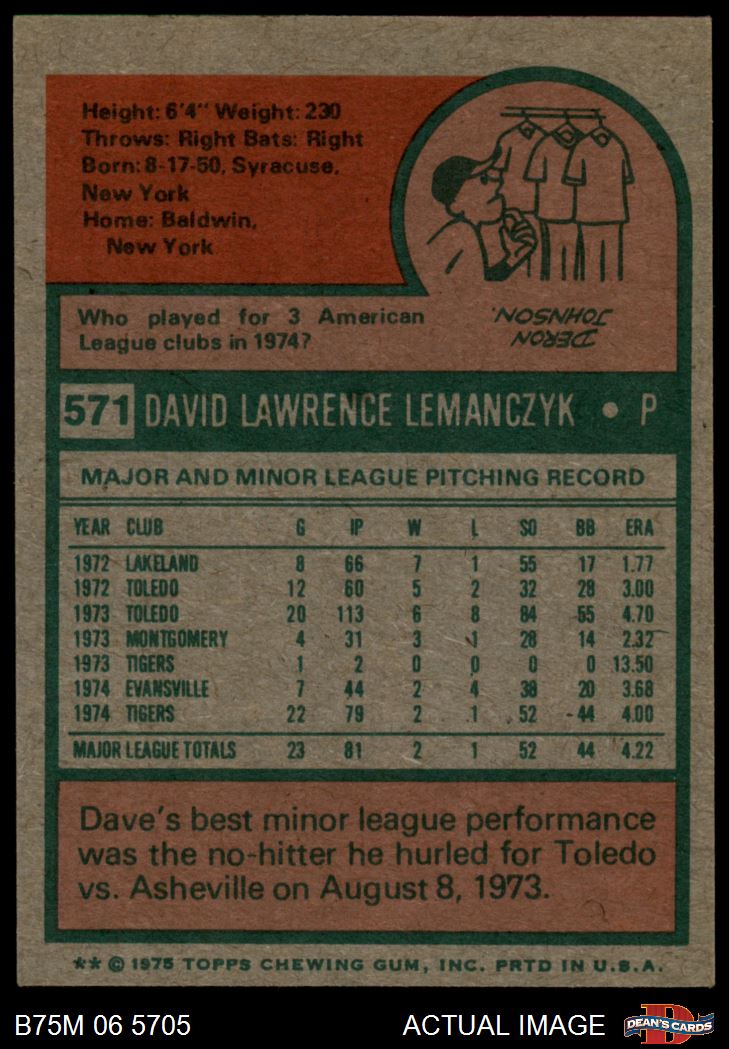 Height: 6'4" Weight: 230
Throws: Right Bats: Right
Born: 8-17-50, Syracuse,
New York
Home: Baldwin,
New York
Who played for 3 American
League clubs in 1974?
DERON
JOHNSON.
571 DAVID LAWRENCE LEMANCZYK • P
MAJOR AND MINOR LEAGUE PITCHING RECORD
YEAR CLUB G IP W L SO BB ERA
1972 LAKELAND 8 66 7 1 55 17 1.77
1972 TOLEDO 12 60 5 2 32 28 3.00
1973 TOLEDO 20 113 6 8 84 55 4.70
1973 MONTGOMERY 4 31 3 1 28 14 2.32
1973 TIGERS 1 2 0 0 0 0 13.50
1974 EVANSVILLE 7 44 2 4 38 20 3.68
1974 TIGERS 22 79 2 1 52 44 4.00
MAJOR LEAGUE TOTALS 23 81 2 1 52 44 4.22
Dave's best minor league performance
was the no-hitter he hurled for Toledo
vs. Asheville on August 8, 1973.
** © 1975 TOPPS CHEWING GUM, INC. PRTD IN U.S.A.
B75M 06 5705 ACTUAL IMAGE
D
DEAN'S CARDS